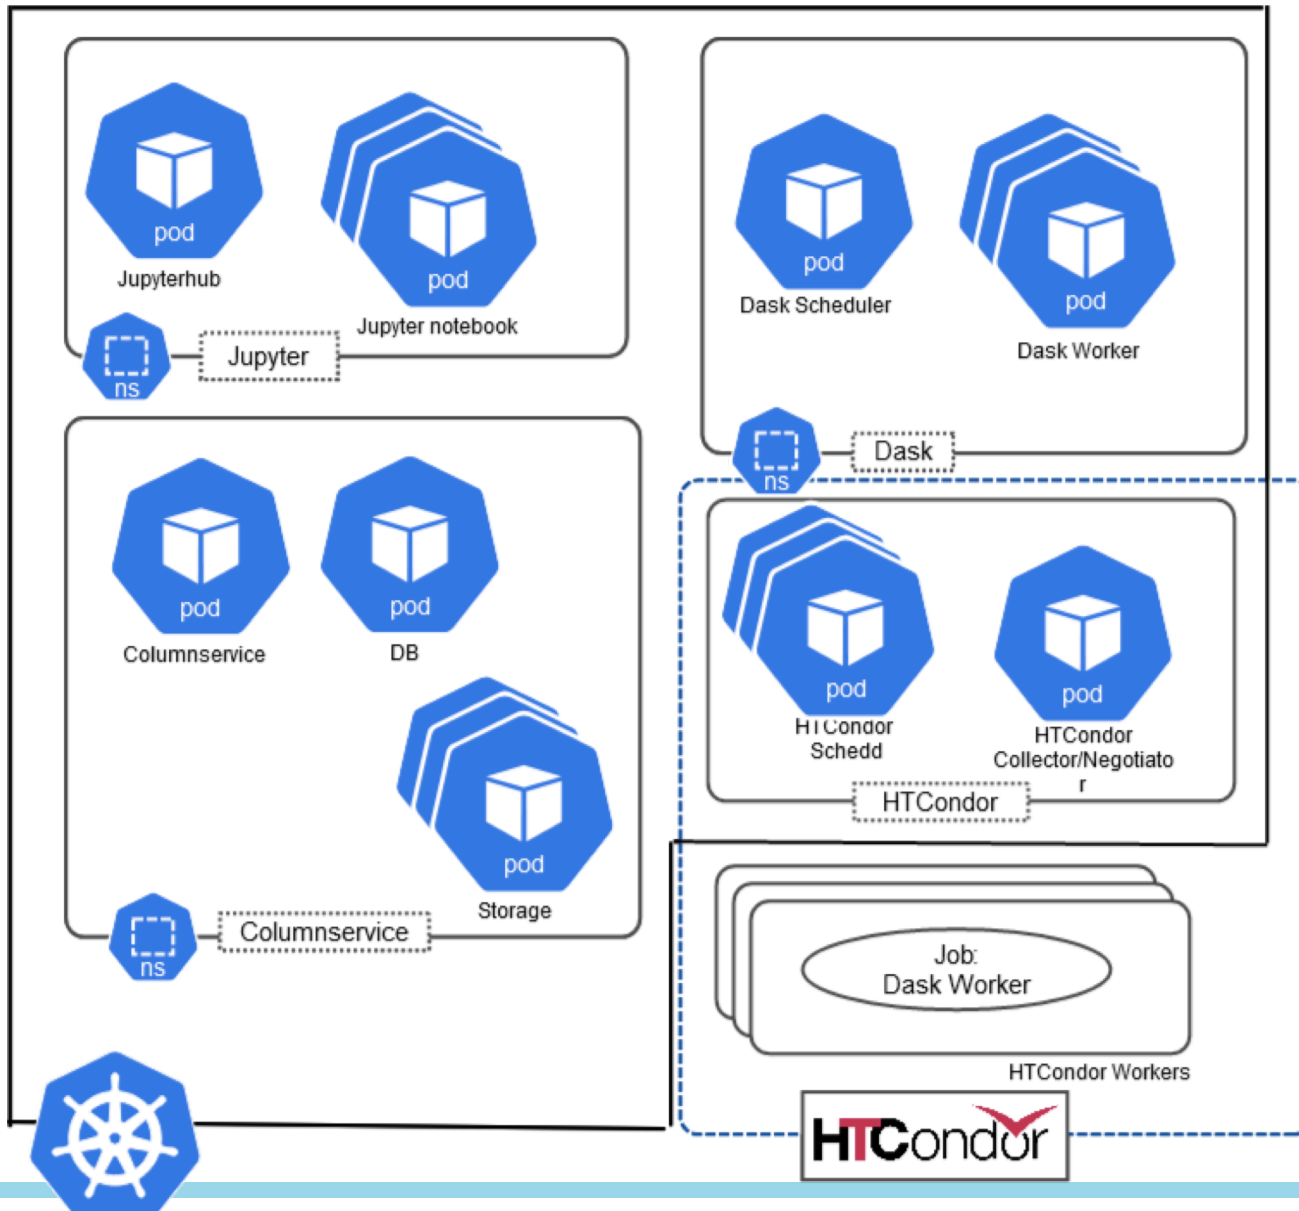 pod
Jupyterhub
pod
Jupyter notebook
ns
Jupyter
pod
Dask Scheduler
pod
Dask Worker
ns
Dask
pod
Columnservice
pod
DB
pod
Storage
ns
Columnservice
pod
HTCondor
Schedd
pod
HTCondor
Collector/Negotiato
r
HTCondor
Job:
Dask Worker
HTCondor Workers
HTCondor